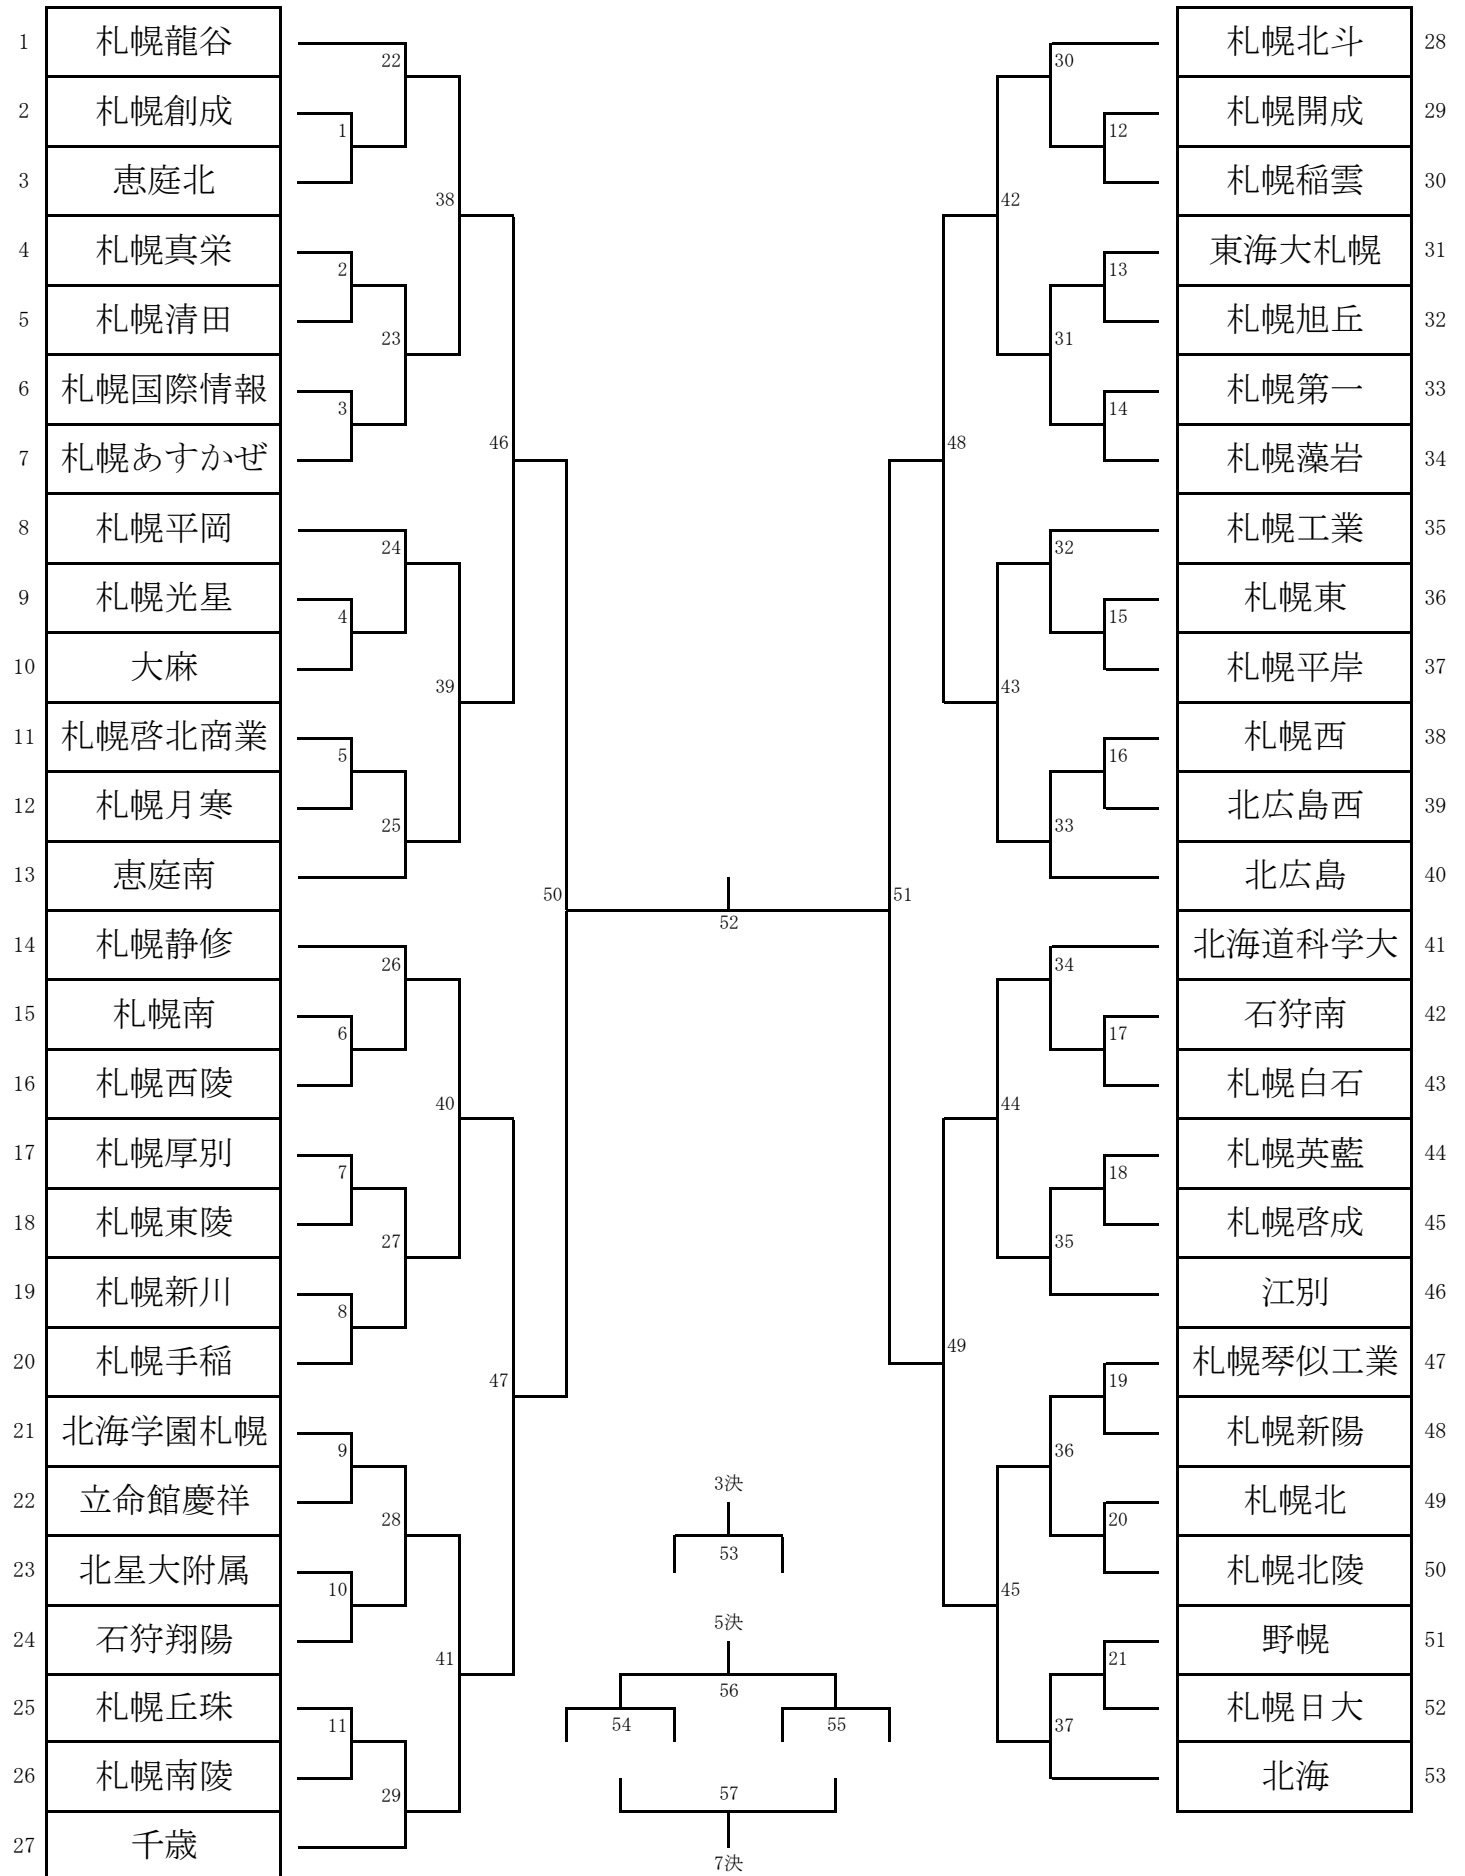 1 札幌龍谷
2 札幌創成
3 恵庭北
4 札幌真栄
5 札幌清田
6 札幌国際情報
7 札幌あすかぜ
8 札幌平岡
9 札幌光星
10 大麻
11 札幌啓北商業
12 札幌月寒
13 恵庭南
14 札幌静修
15 札幌南
16 札幌西陵
17 札幌厚別
18 札幌東陵
19 札幌新川
20 札幌手稲
21 北海学園札幌
22 立命館慶祥
23 北星大附属
24 石狩翔陽
25 札幌丘珠
26 札幌南陵
27 千歳
1
2
3
4
5
6
7
8
9
10
11
22
23
24
25
26
27
28
29
38
39
40
41
46
47
50
52
3決
53
5決
56
54 55
57
7決
51
48
49
42
43
44
45
30
31
32
33
34
35
36
37
12
13
14
15
16
17
18
19
20
21
札幌北斗 28
札幌開成 29
札幌稲雲 30
東海大札幌 31
札幌旭丘 32
札幌第一 33
札幌藻岩 34
札幌工業 35
札幌東 36
札幌平岸 37
札幌西 38
北広島西 39
北広島 40
北海道科学大 41
石狩南 42
札幌白石 43
札幌英藍 44
札幌啓成 45
江別 46
札幌琴似工業 47
札幌新陽 48
札幌北 49
札幌北陵 50
野幌 51
札幌日大 52
北海 53